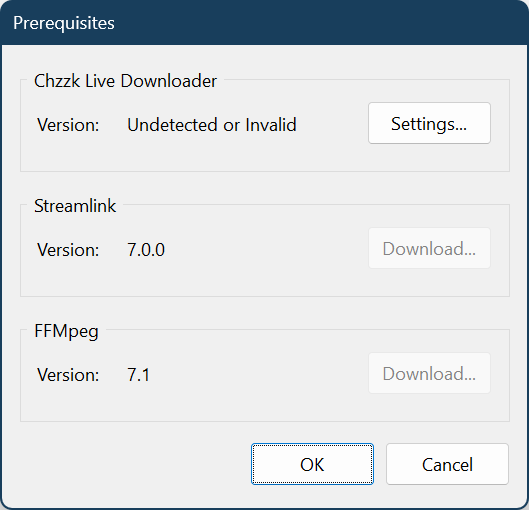 Prerequisites
Chzzk Live Downloader
Version: Undetected or Invalid Settings...
Streamlink
Version: 7.0.0 Download...
FFMpeg
Version: 7.1 Download...
OK Cancel